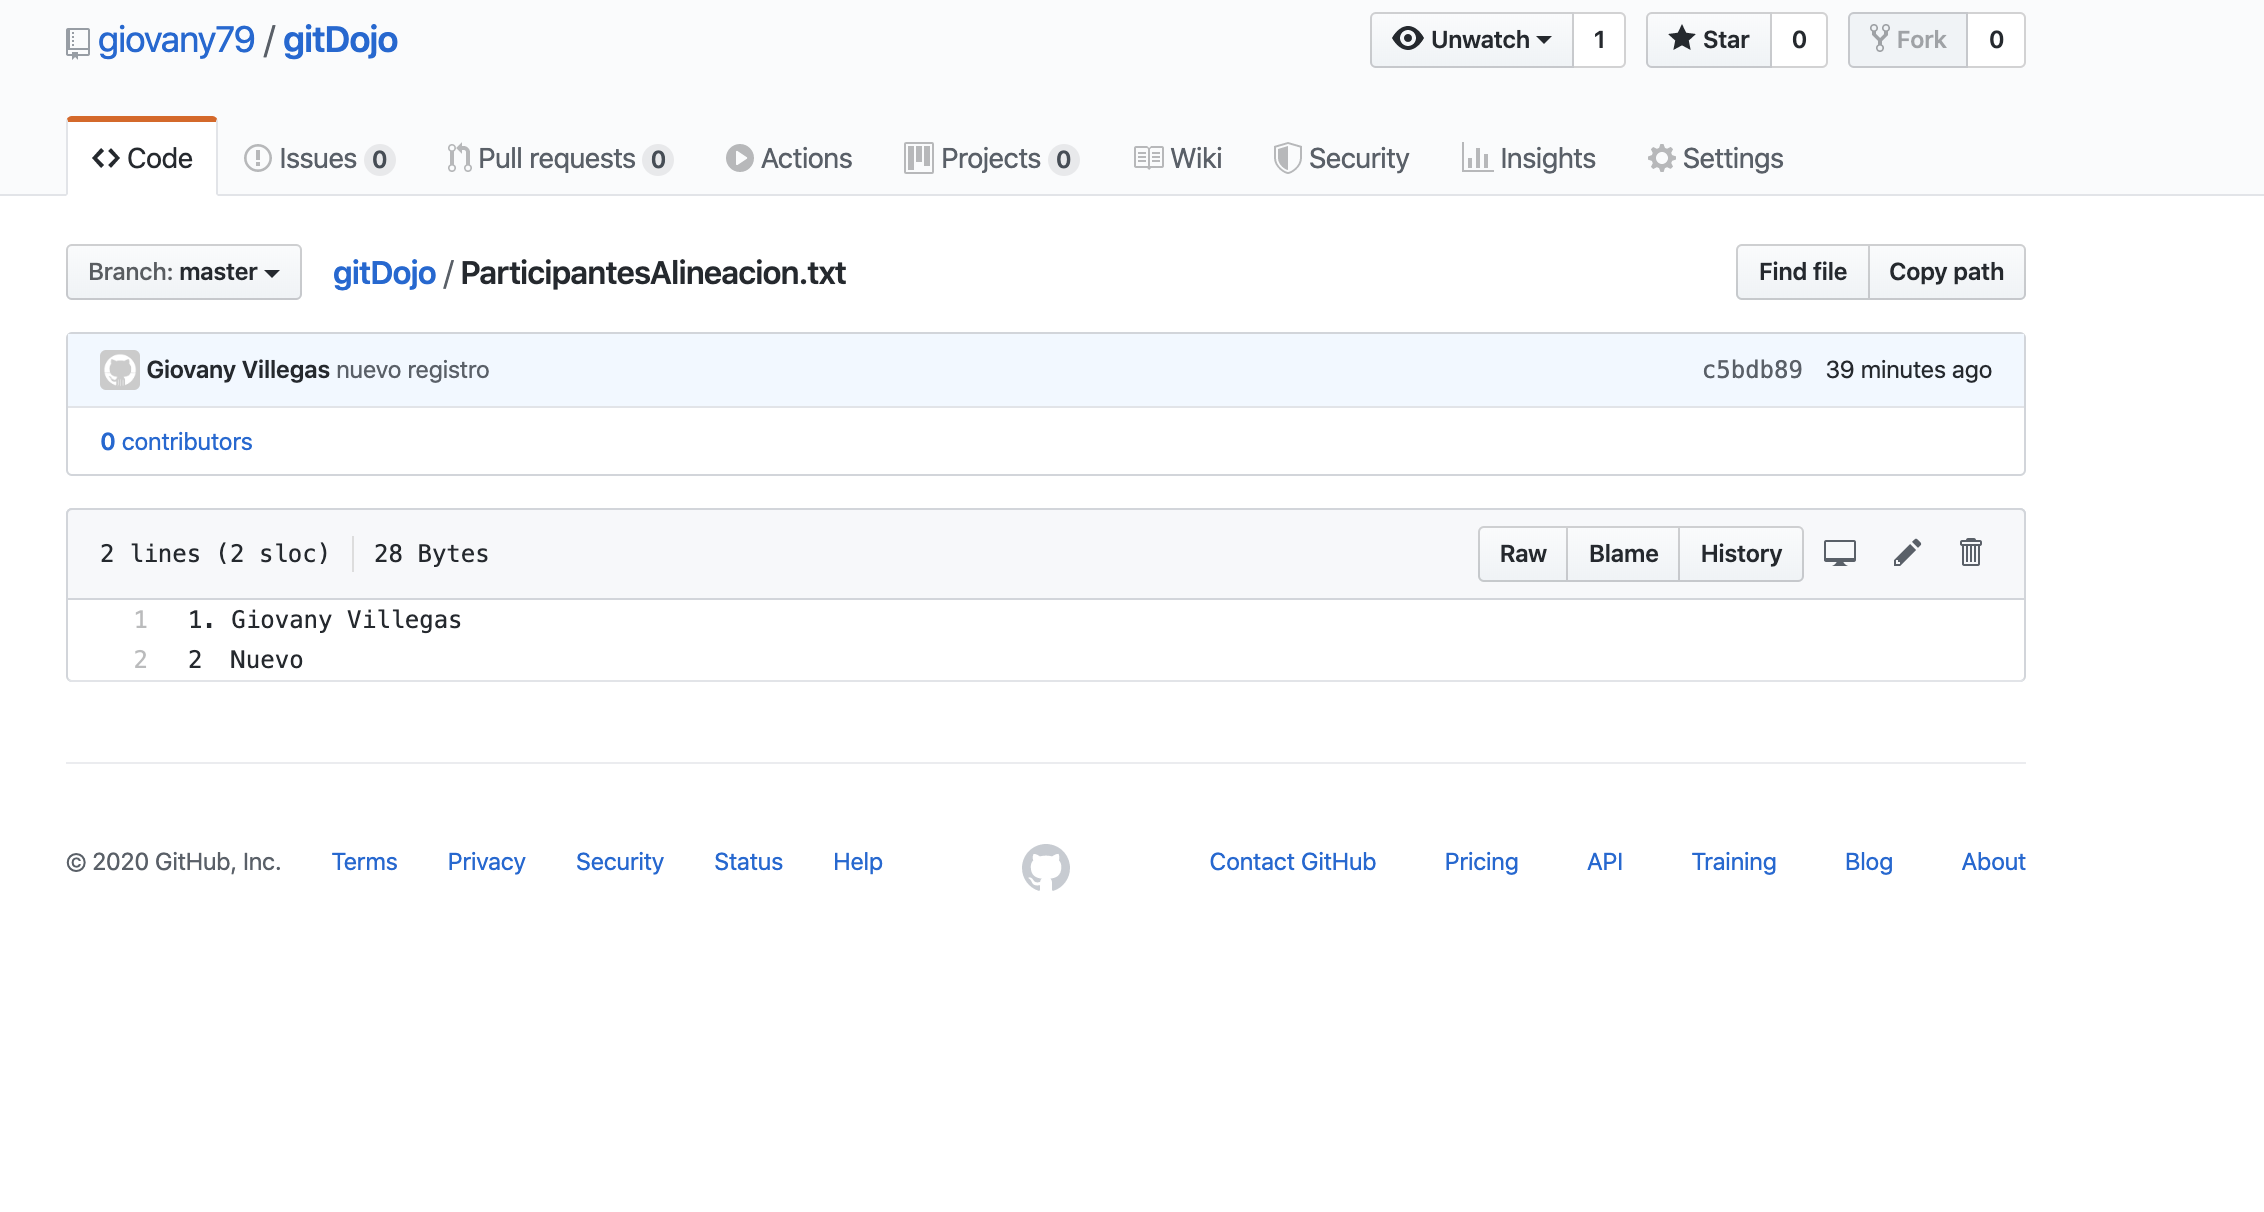 giovany79 / gitDojo
Unwatch 1 Star 0 Fork 0
Code Issues 0 Pull requests 0 Actions Projects 0 Wiki Security Insights Settings
Branch: master gitDojo / ParticipantesAlineacion.txt Find file Copy path
Giovany Villegas nuevo registro c5bdb89 39 minutes ago
0 contributors
2 lines (2 sloc) 28 Bytes Raw Blame History
1 1. Giovany Villegas
2 2 Nuevo
© 2020 GitHub, Inc. Terms Privacy Security Status Help Contact GitHub Pricing API Training Blog About